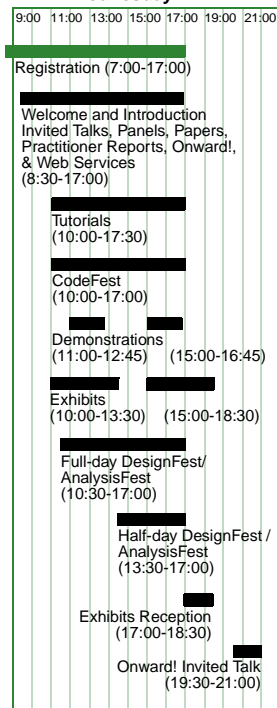 9:00 11:00 13:00 15:00 17:00 19:00 21:00
Registration (7:00-17:00)
Welcome and Introduction
Invited Talks, Panels, Papers,
Practitioner Reports, Onward!,
& Web Services
(8:30-17:00)
Tutorials
(10:00-17:30)
CodeFest
(10:00-17:00)
Demonstrations
(11:00-12:45) (15:00-16:45)
Exhibits
(10:00-13:30) (15:00-18:30)
Full-day DesignFest/
AnalysisFest
(10:30-17:00)
Half-day DesignFest /
AnalysisFest
(13:30-17:00)
Exhibits Reception
(17:00-18:30)
Onward! Invited Talk
(19:30-21:00)